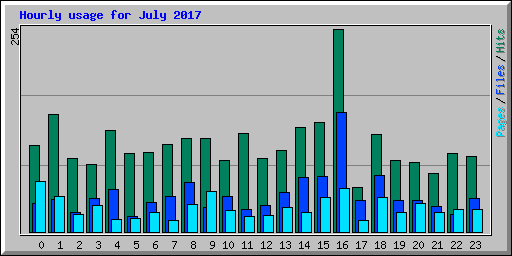 Hourly usage for July 2017
254
Pages/Files/Hits
0 1 2 3 4 5 6 7 8 9 10 11 12 13 14 15 16 17 18 19 20 21 22 23